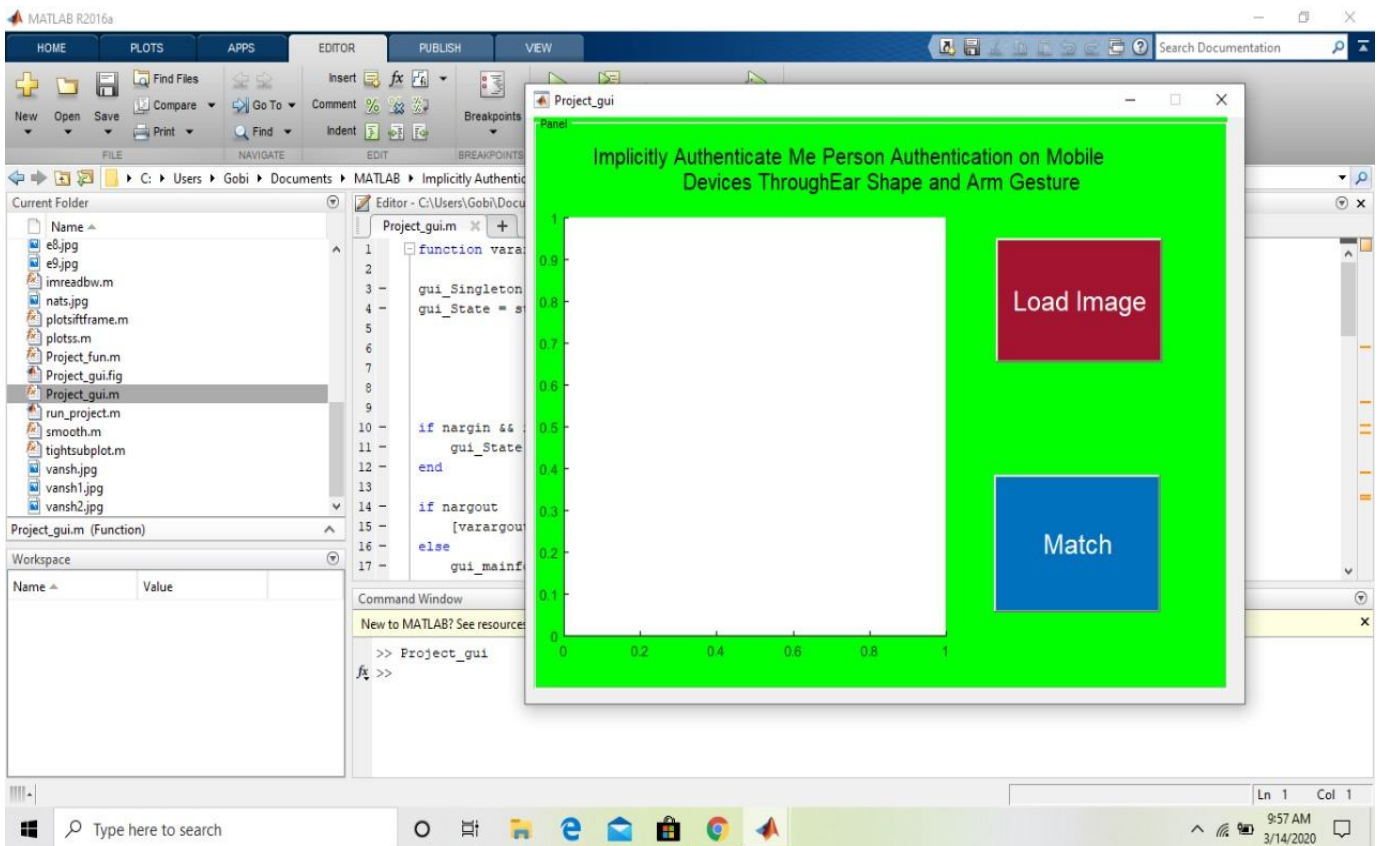 MATLAB R2016a
HOME PLOTS APPS EDITOR PUBLISH VIEW
Search Documentation
New Open Save
Find Files
Compare
Print
Go To
Find
Insert
Comment
Indent
Breakpoints
FILE NAVIGATE EDIT BREAKPOINTS
C: Users Gobi Documents MATLAB Implicitly Authentic
Current Folder
Name
e8.jpg
e9.jpg
imreadbw.m
nats.jpg
plotsiftframe.m
plotss.m
Project_fun.m
Project_gui.fig
Project_gui.m
run_project.m
smooth.m
tightsubplot.m
vansh.jpg
vansh1.jpg
vansh2.jpg
Project_gui.m (Function)
Workspace
Name Value
Editor - C:\Users\Gobi\Docu
Project_gui.m
1 function vara
2
3 gui_Singleton
4 gui_State = s
5
6
7
8
9
10 if nargin &&
11 gui_State
12 end
13
14 if nargout
15 [varargou
16 else
17 gui_mainf
Command Window
New to MATLAB? See resources
>> Project_gui
fx >>
Project_gui
Panel
Implicitly Authenticate Me Person Authentication on Mobile
Devices ThroughEar Shape and Arm Gesture
1
0.9
0.8
0.7
0.6
0.5
0.4
0.3
0.2
0.1
0
0 0.2 0.4 0.6 0.8 1
Load Image
Match
Ln 1 Col 1
Type here to search
9:57 AM
3/14/2020